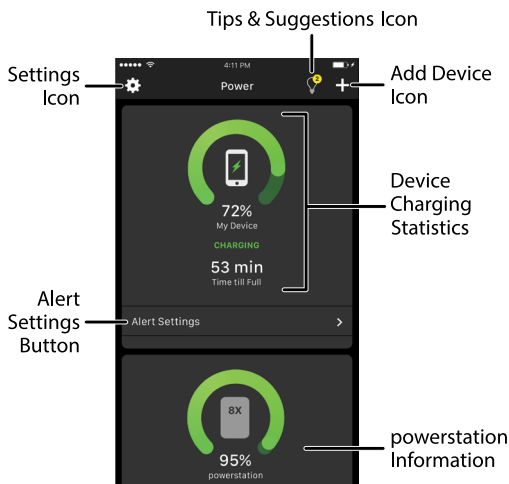 Tips & Suggestions Icon
Settings
Icon
4:11 PM
Power
2
Add Device
Icon
72%
My Device
CHARGING
53 min
Time till Full
Device
Charging
Statistics
Alert
Settings
Button
Alert Settings
8X
95%
powerstation
powerstation
Information